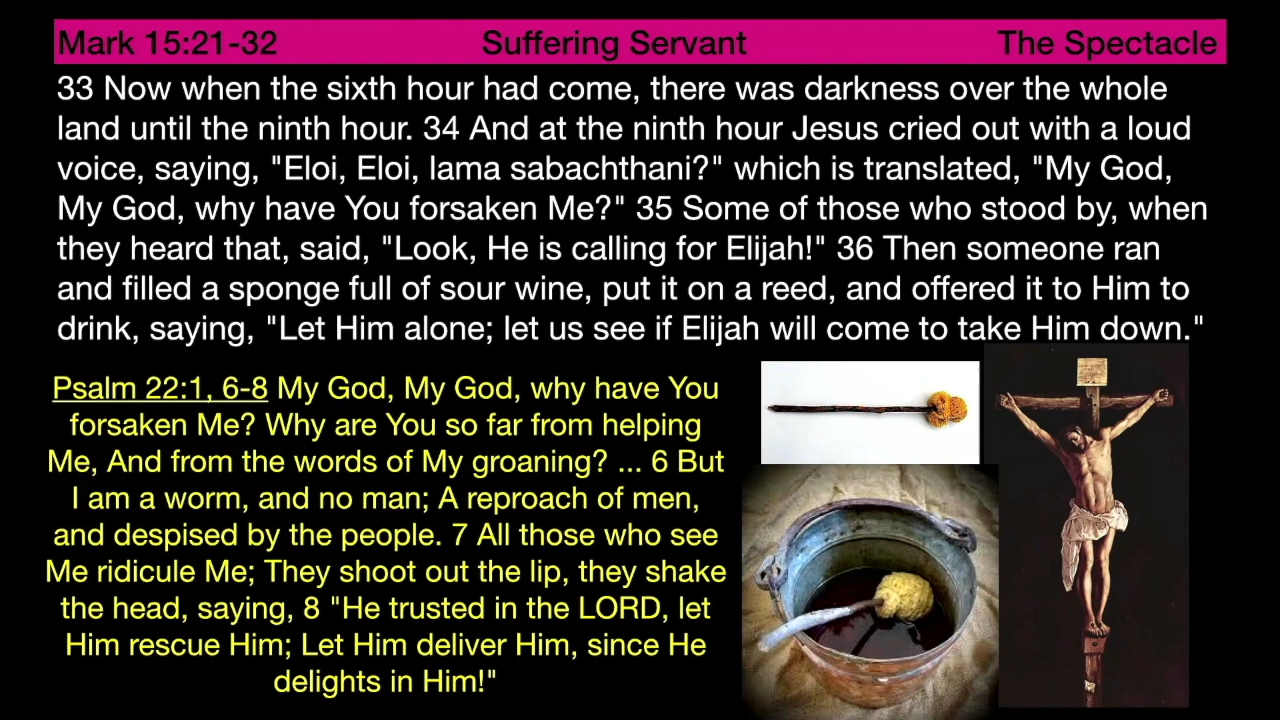 Mark 15:21-32 Suffering Servant The Spectacle
33 Now when the sixth hour had come, there was darkness over the whole
land until the ninth hour. 34 And at the ninth hour Jesus cried out with a loud
voice, saying, "Eloi, Eloi, lama sabachthani?" which is translated, "My God,
My God, why have You forsaken Me?" 35 Some of those who stood by, when
they heard that, said, "Look, He is calling for Elijah!" 36 Then someone ran
and filled a sponge full of sour wine, put it on a reed, and offered it to Him to
drink, saying, "Let Him alone; let us see if Elijah will come to take Him down."
Psalm 22:1, 6-8 My God, My God, why have You
forsaken Me? Why are You so far from helping
Me, And from the words of My groaning? ... 6 But
I am a worm, and no man; A reproach of men,
and despised by the people. 7 All those who see
Me ridicule Me; They shoot out the lip, they shake
the head, saying, 8 "He trusted in the LORD, let
Him rescue Him; Let Him deliver Him, since He
delights in Him!"